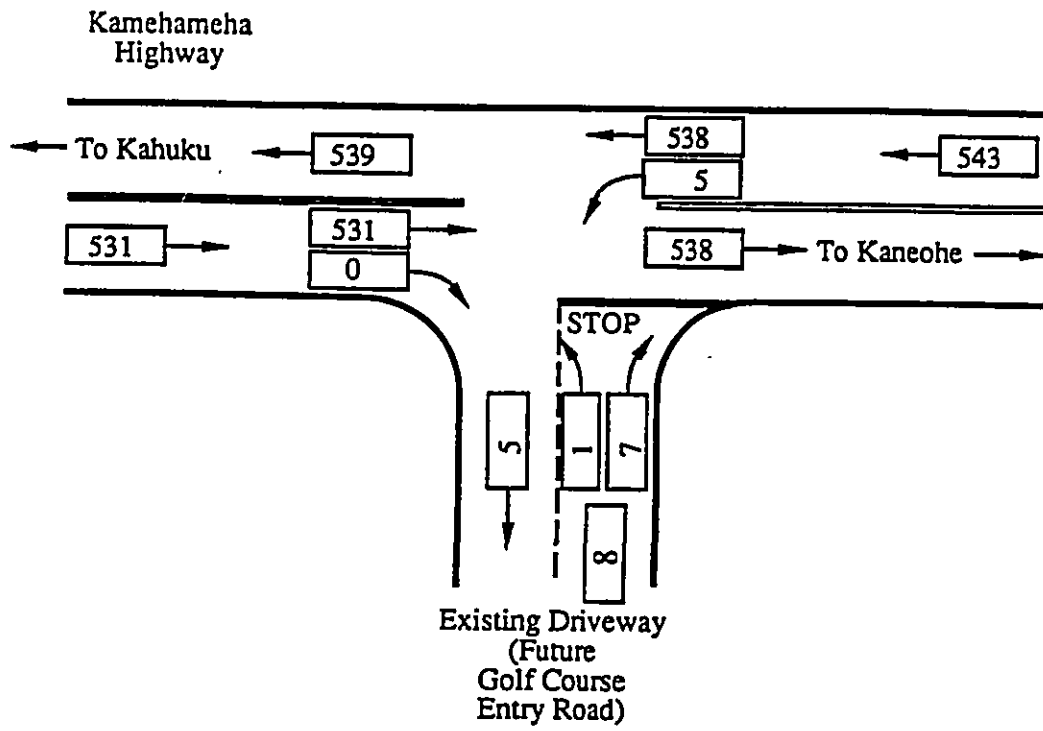 Kamehameha
Highway
To Kahuku
539
538
5
543
531
531
0
538
To Kaneohe
STOP
5
1
7
8
Existing Driveway
(Future
Golf Course
Entry Road)